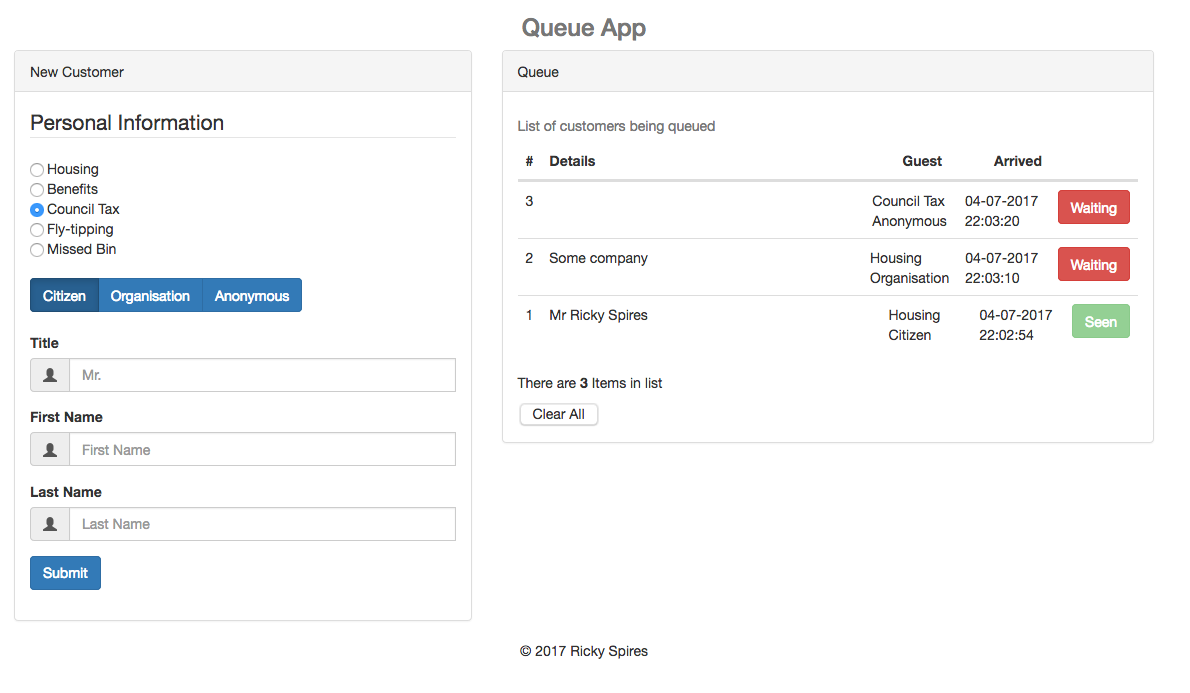 Queue App
New Customer
Personal Information
Housing
Benefits
Council Tax
Fly-tipping
Missed Bin
Citizen Organisation Anonymous
Title
Mr.
First Name
First Name
Last Name
Last Name
Submit
Queue
List of customers being queued
# Details Guest Arrived
3 Council Tax 04-07-2017 Waiting
Anonymous 22:03:20
2 Some company Housing 04-07-2017 Waiting
Organisation 22:03:10
1 Mr Ricky Spires Housing 04-07-2017 Seen
Citizen 22:02:54
There are 3 Items in list
Clear All
© 2017 Ricky Spires